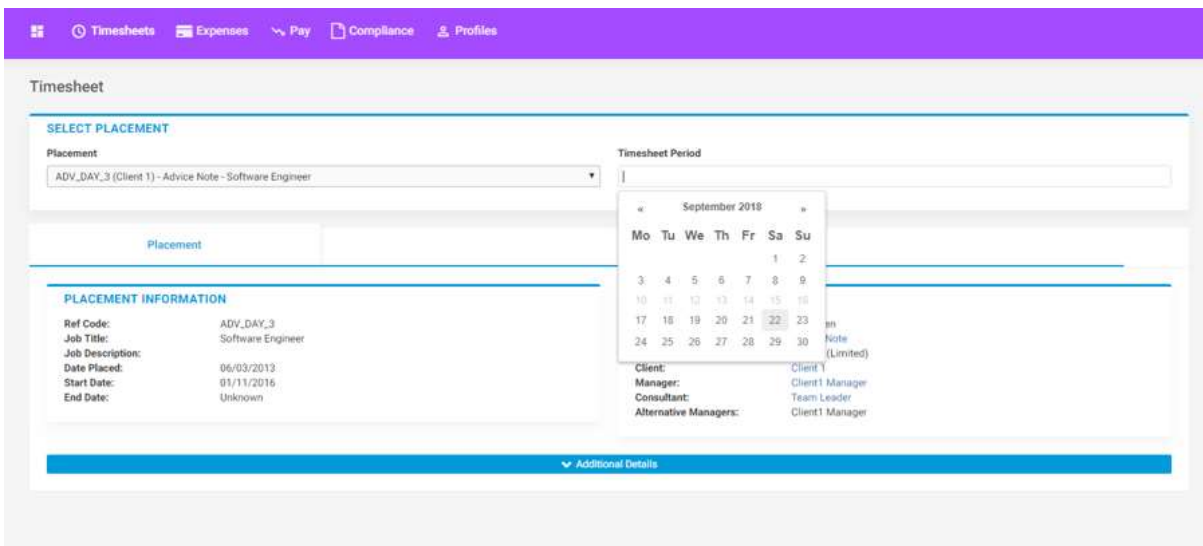 Timesheets Expenses Pay Compliance Profiles
Timesheet
SELECT PLACEMENT
Placement
ADV_DAY_3 (Client 1) - Advice Note - Software Engineer
Timesheet Period
« September 2018 »
Mo Tu We Th Fr Sa Su
1 2
3 4 5 6 7 8 9
10 11 12 13 14 15 16
17 18 19 20 21 22 23
24 25 26 27 28 29 30
Placement
PLACEMENT INFORMATION
Ref Code: ADV_DAY_3
Job Title: Software Engineer
Job Description:
Date Placed: 06/03/2013
Start Date: 01/11/2016
End Date: Unknown
en
Note
(Limited)
Client: Client 1
Manager: Client1 Manager
Consultant: Team Leader
Alternative Managers: Client1 Manager
Additional Details